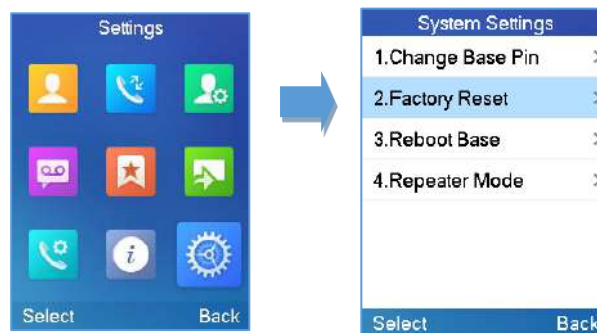 Settings
Select Back
System Settings
1.Change Base Pin
2.Factory Reset
3.Reboot Base
4.Repeater Mode
Select Back